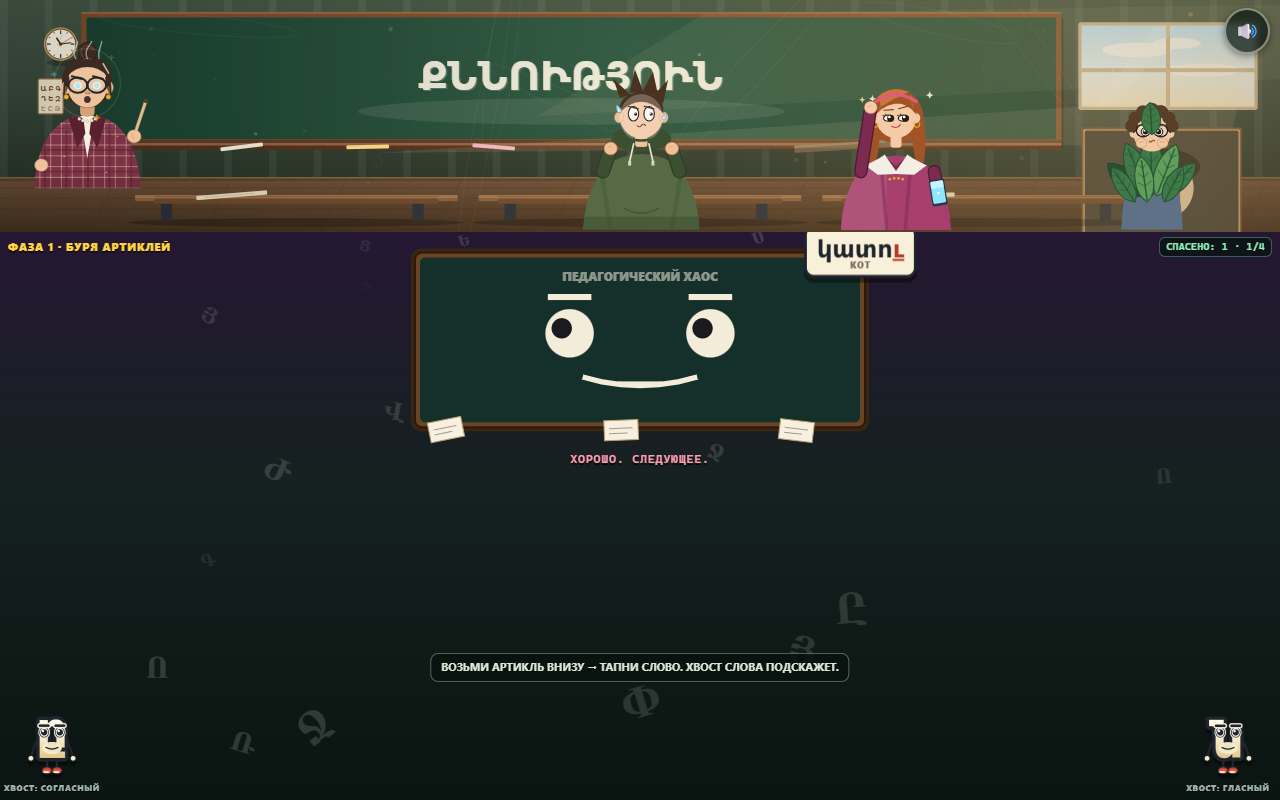 ՔՆՆՈՒԹՅՈՒՆ
Ա Բ Գ
Դ Ե Զ
Է Ը Թ
ФАЗА 1 · БУРЯ АРТИКЛЕЙ
СПАСЕНО: 1 · 1/4
կատու
КОТ
ПЕДАГОГИЧЕСКИЙ ХАОС
ХОРОШО. СЛЕДУЮЩЕЕ.
ВОЗЬМИ АРТИКЛЬ ВНИЗУ → ТАПНИ СЛОВО. ХВОСТ СЛОВА ПОДСКАЖЕТ.
ХВОСТ: СОГЛАСНЫЙ
ХВОСТ: ГЛАСНЫЙ